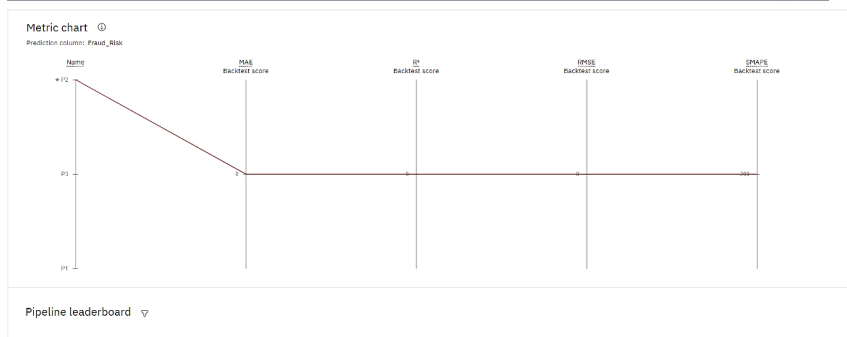 Metric chart
Prediction column: Fraud_Risk
Name
MAE
Backtest score
R²
Backtest score
RMSE
Backtest score
SMAPE
Backtest score
★ P2
P3
0
0
0
200
P1
Pipeline leaderboard